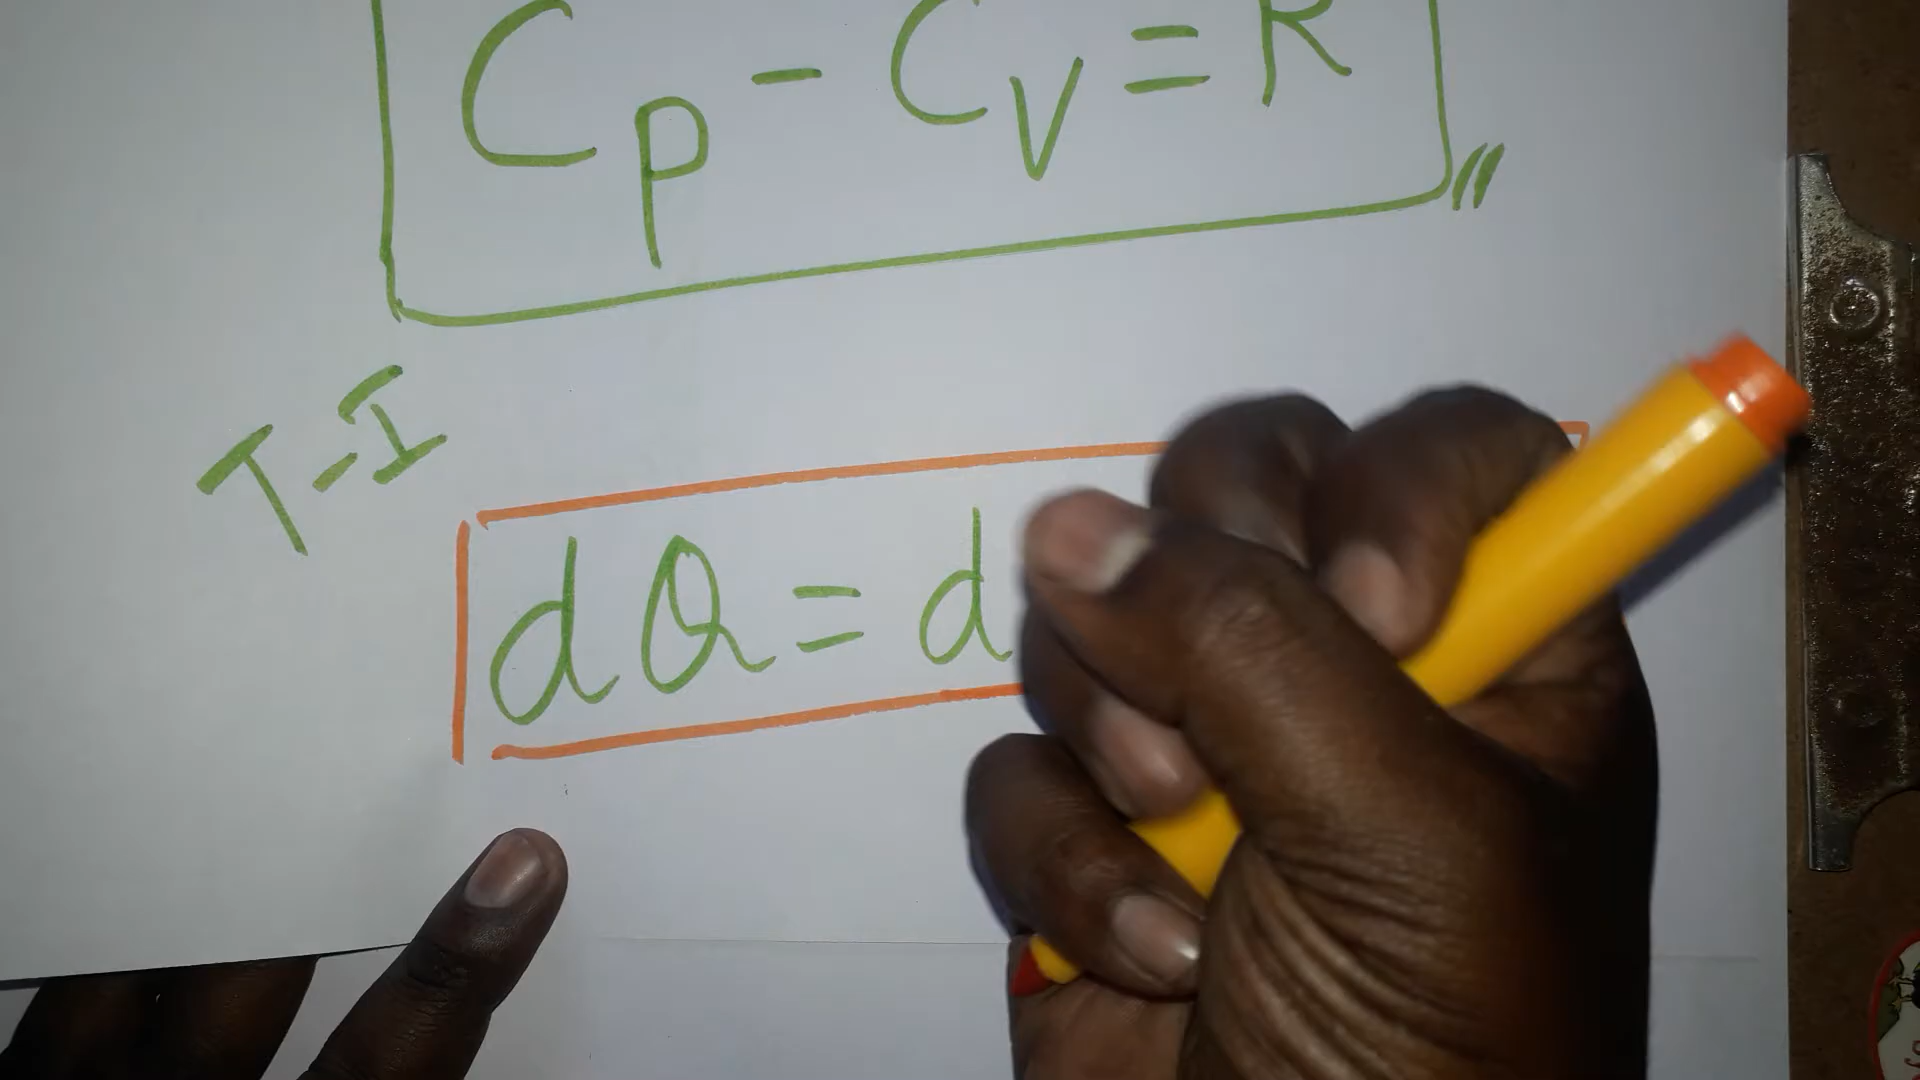 Cp - Cv = R
T-I
dQ = d